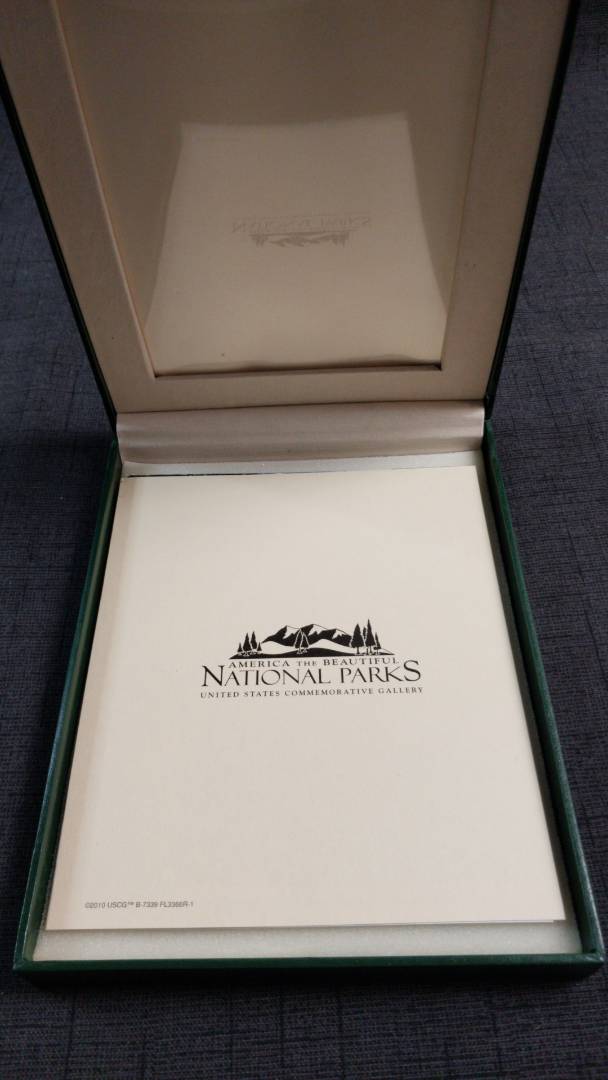 AMERICA THE BEAUTIFUL
NATIONAL PARKS
UNITED STATES COMMEMORATIVE GALLERY
©2010 USCG™ B-7339 FL3366R-1